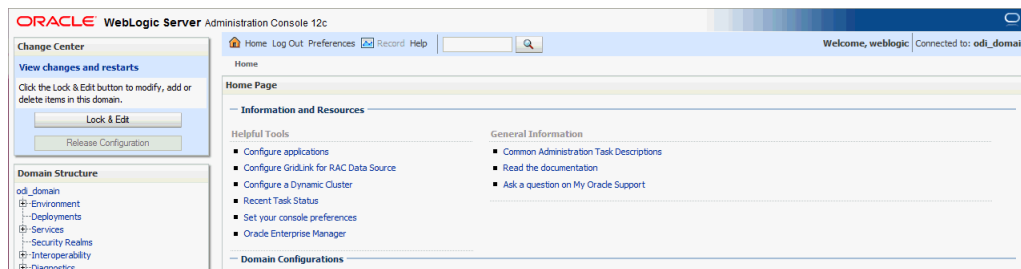 ORACLE WebLogic Server Administration Console 12c
Change Center
View changes and restarts
Click the Lock & Edit button to modify, add or
delete items in this domain.
Lock & Edit
Release Configuration
Domain Structure
odi_domain
Environment
Deployments
Services
Security Realms
Interoperability
Diagnostics
Home Log Out Preferences Record Help
Welcome, weblogic Connected to: odi_domai
Home
Home Page
Information and Resources
Helpful Tools
Configure applications
Configure GridLink for RAC Data Source
Configure a Dynamic Cluster
Recent Task Status
Set your console preferences
Oracle Enterprise Manager
General Information
Common Administration Task Descriptions
Read the documentation
Ask a question on My Oracle Support
Domain Configurations